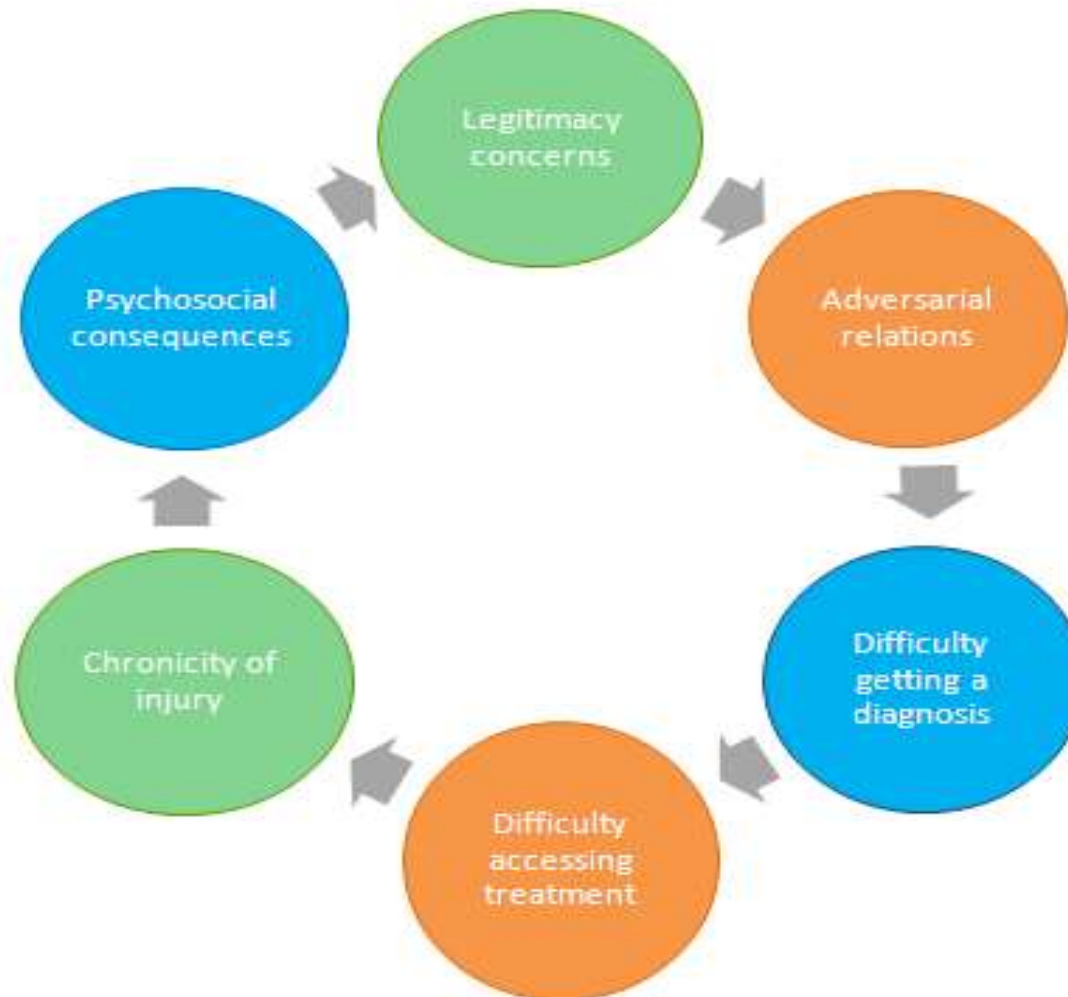 Legitimacy
concerns
Adversarial
relations
Difficulty
getting a
diagnosis
Difficulty
accessing
treatment
Chronicity of
injury
Psychosocial
consequences